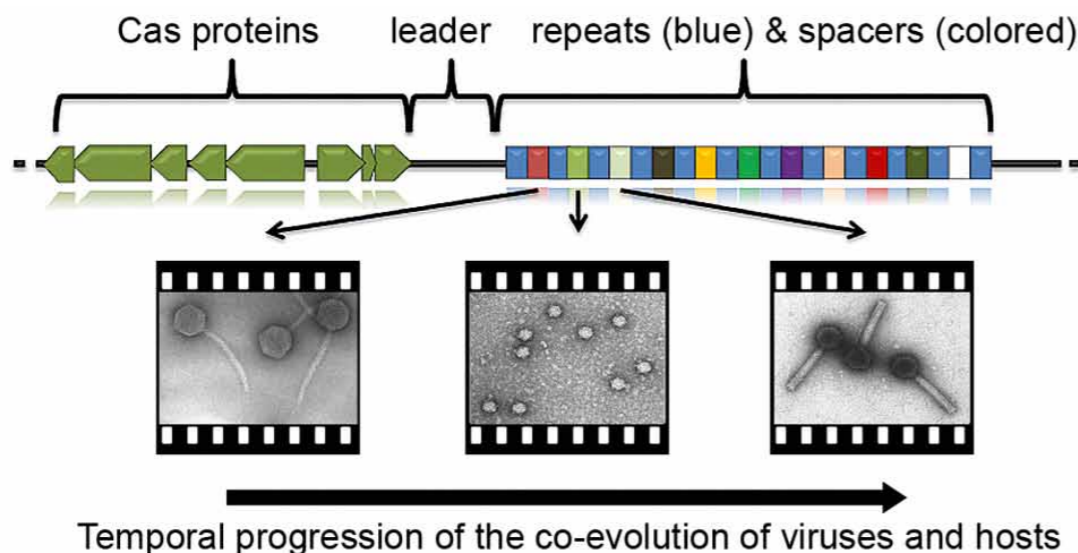 Cas proteins leader repeats (blue) & spacers (colored)
Temporal progression of the co-evolution of viruses and hosts